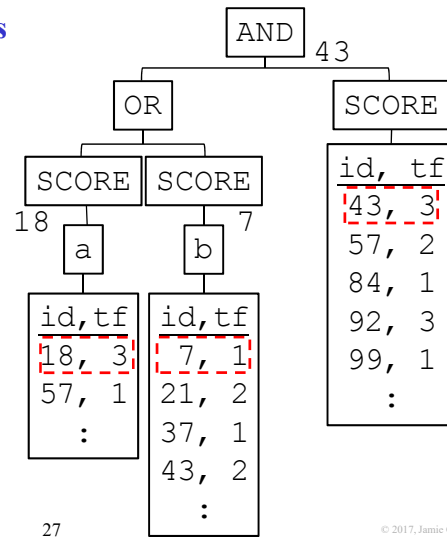 s
AND
43
OR
SCORE
SCORE
SCORE
18
7
a
b
id,tf
18, 3
57, 1
:
id,tf
7, 1
21, 2
37, 1
43, 2
:
id, tf
43, 3
57, 2
84, 1
92, 3
99, 1
:
27
© 2017, Jamie